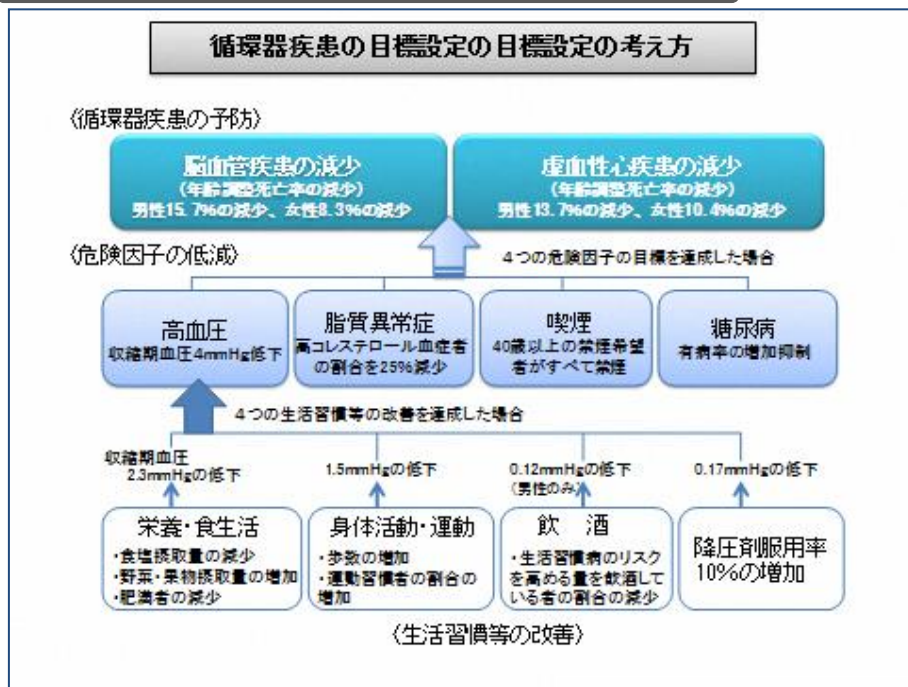 循環器疾患の目標設定の目標設定の考え方
〈循環器疾患の予防〉
脳血管疾患の減少
（年齢調整死亡率の減少）
男性15.7%の減少、女性8.3%の減少
虚血性心疾患の減少
（年齢調整死亡率の減少）
男性13.7%の減少、女性10.4%の減少
〈危険因子の低減〉
4つの危険因子の目標を達成した場合
高血圧
収縮期血圧4mmHg低下
脂質異常症
高コレステロール血症者
の割合を25%減少
喫煙
40歳以上の禁煙希望
者がすべて禁煙
糖尿病
有病率の増加抑制
4つの生活習慣等の改善を達成した場合
収縮期血圧
2.3mmHgの低下
1.5mmHgの低下
0.12mmHgの低下
（男性のみ）
0.17mmHgの低下
栄養・食生活
・食塩摂取量の減少
・野菜・果物摂取量の増加
・肥満者の減少
身体活動・運動
・歩数の増加
・運動習慣者の割合の
増加
飲 酒
・生活習慣病のリスク
を高める量を飲酒して
いる者の割合の減少
降圧剤服用率
10%の増加
〈生活習慣等の改善〉